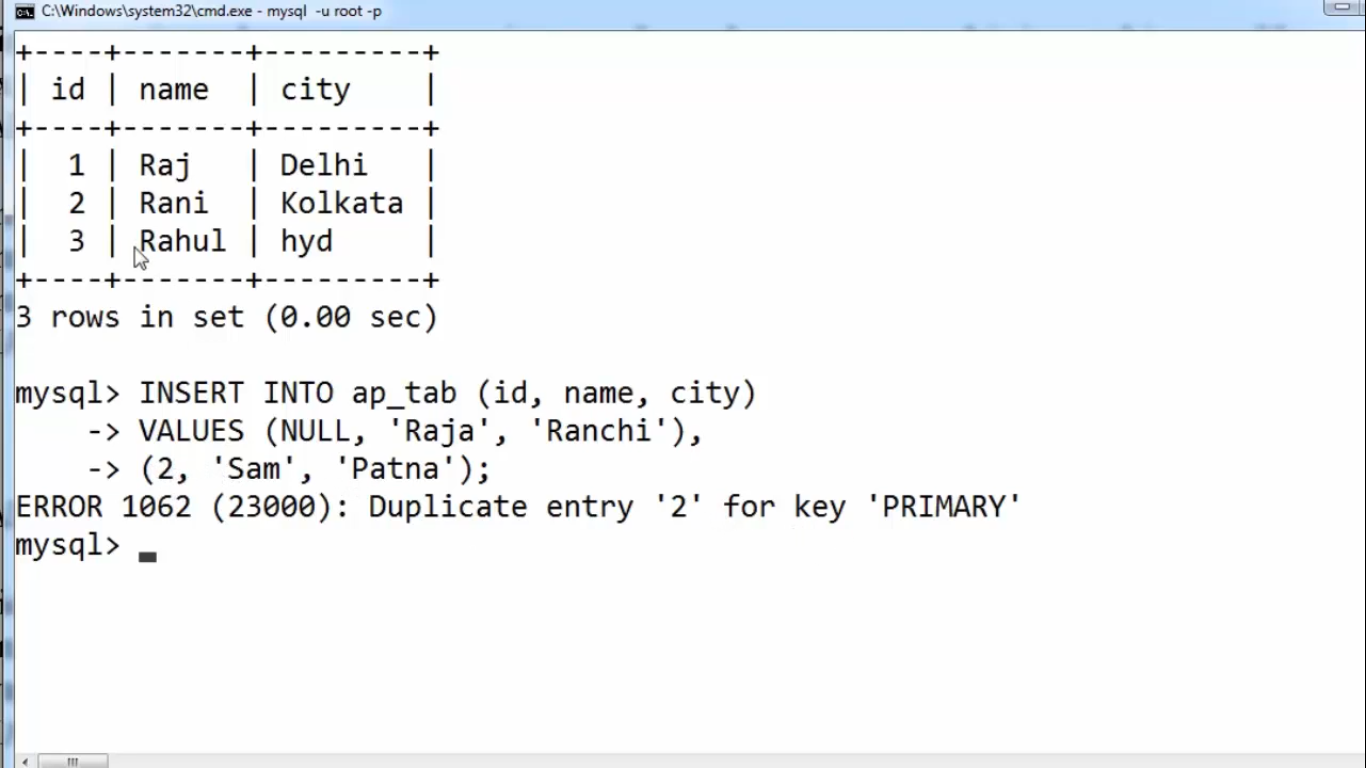 C:\Windows\system32\cmd.exe - mysql  -u root -p
+----+-------+---------+
| id | name  | city    |
+----+-------+---------+
|  1 | Raj   | Delhi   |
|  2 | Rani  | Kolkata |
|  3 | Rahul | hyd     |
+----+-------+---------+
3 rows in set (0.00 sec)
mysql> INSERT INTO ap_tab (id, name, city)
    -> VALUES (NULL, 'Raja', 'Ranchi'),
    -> (2, 'Sam', 'Patna');
ERROR 1062 (23000): Duplicate entry '2' for key 'PRIMARY'
mysql>